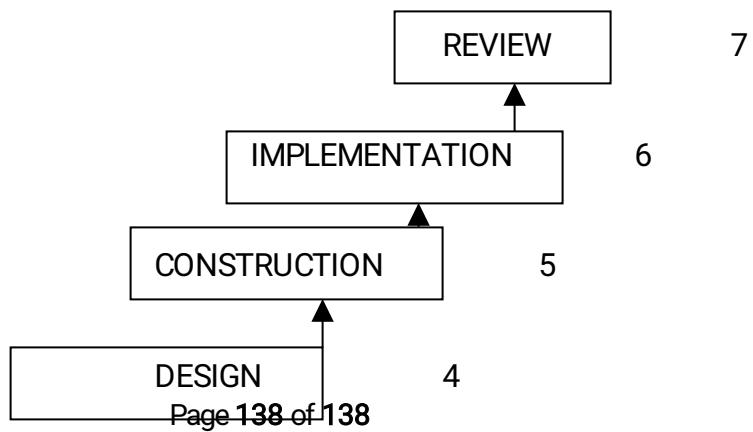 REVIEW 7
IMPLEMENTATION 6
CONSTRUCTION 5
DESIGN 4
Page 138 of 138